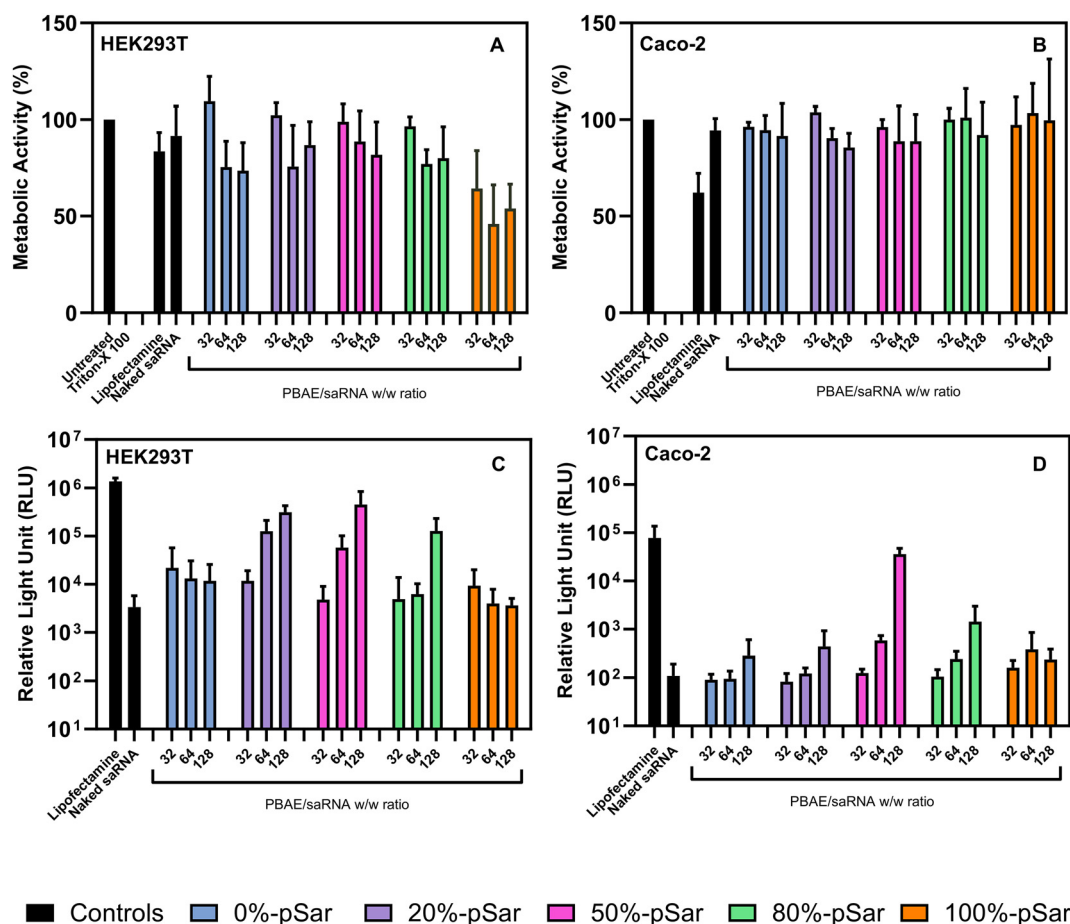 HEK293T
A
Metabolic Activity (%)
150
100
50
0
Untreated
Triton-X 100
Lipofectamine
Naked saRNA
32 64 128 32 64 128 32 64 128 32 64 128 32 64 128
PBAE/saRNA w/w ratio
Caco-2
B
Metabolic Activity (%)
150
100
50
0
Untreated
Triton-X 100
Lipofectamine
Naked saRNA
32 64 128 32 64 128 32 64 128 32 64 128 32 64 128
PBAE/saRNA w/w ratio
HEK293T
C
Relative Light Unit (RLU)
10⁷
10⁶
10⁵
10⁴
10³
10²
10¹
Lipofectamine
Naked saRNA
32 64 128 32 64 128 32 64 128 32 64 128 32 64 128
PBAE/saRNA w/w ratio
Caco-2
D
Relative Light Unit (RLU)
10⁷
10⁶
10⁵
10⁴
10³
10²
10¹
Lipofectamine
Naked saRNA
32 64 128 32 64 128 32 64 128 32 64 128 32 64 128
PBAE/saRNA w/w ratio
Controls 0%-pSar 20%-pSar 50%-pSar 80%-pSar 100%-pSar